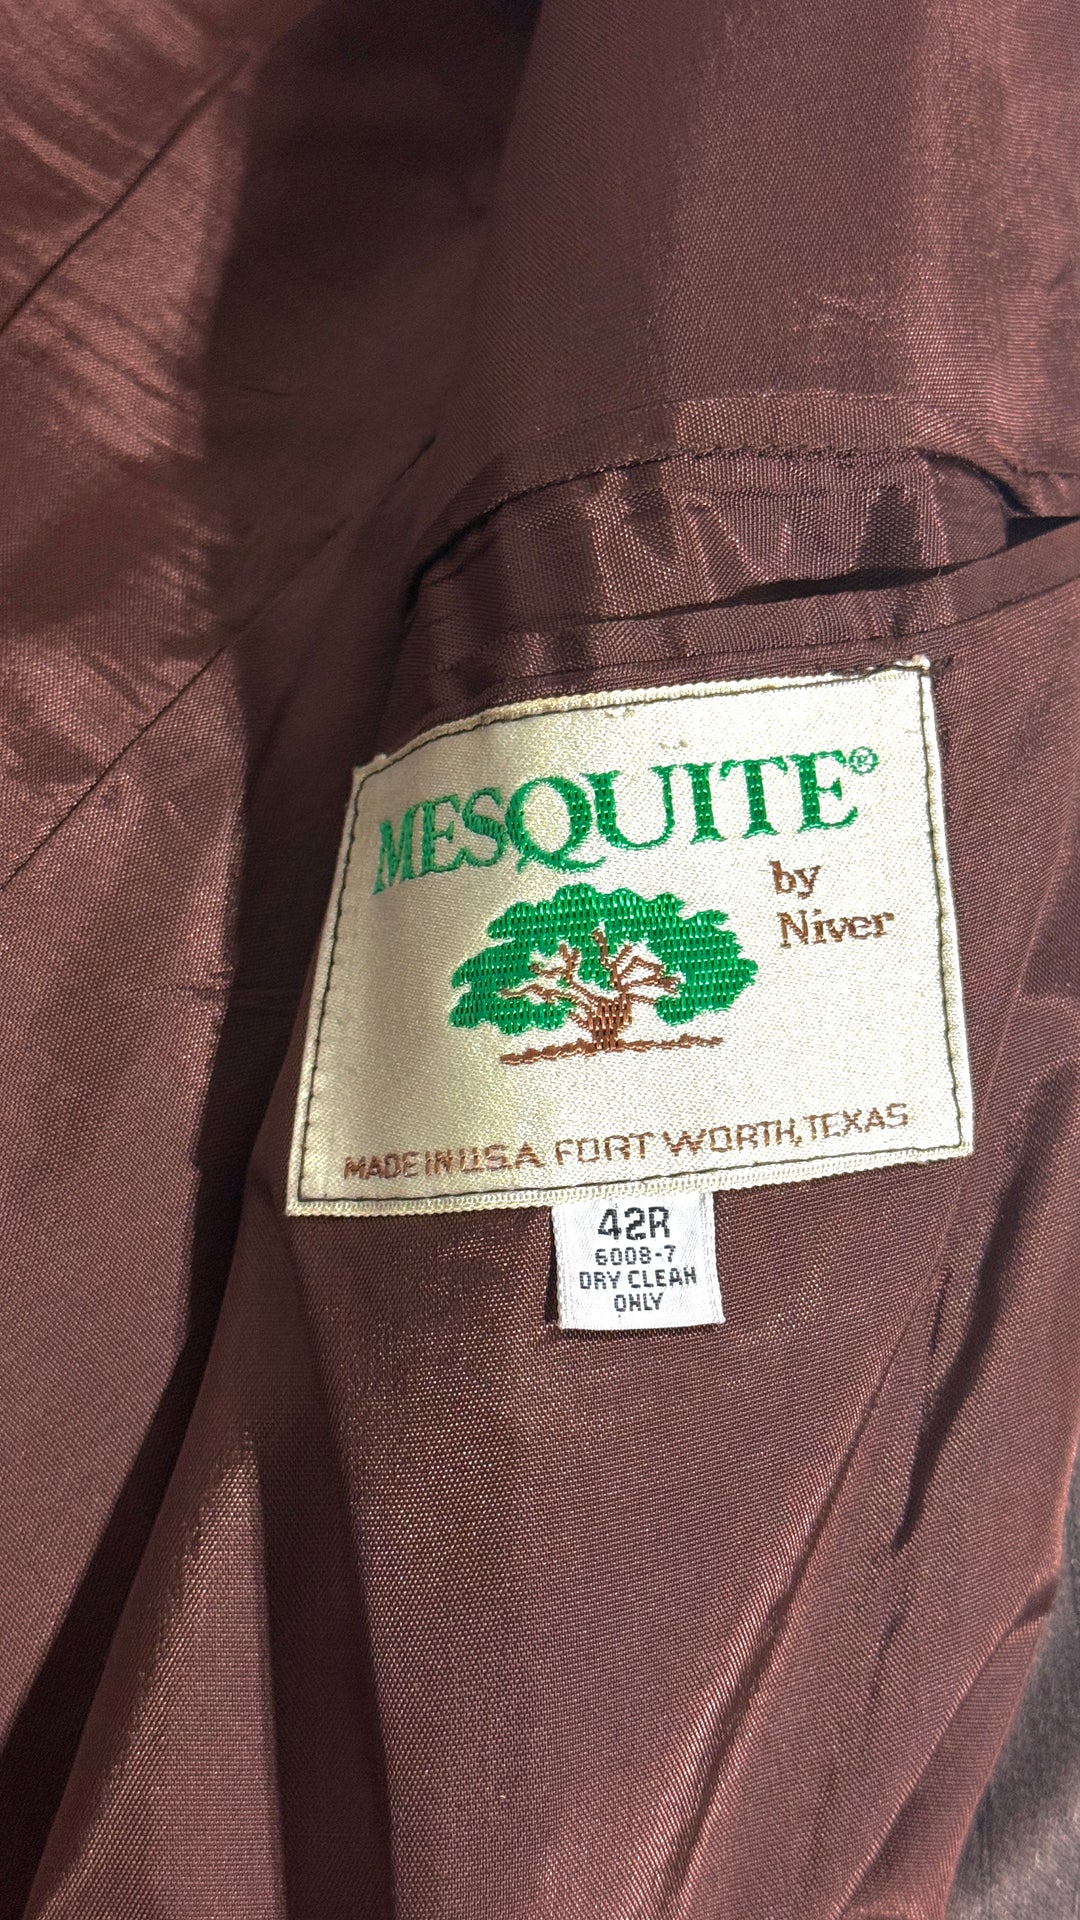 MESQUITE®
by
Niver
MADE IN U.S.A FORT WORTH, TEXAS
42R
6008-7
DRY CLEAN
ONLY